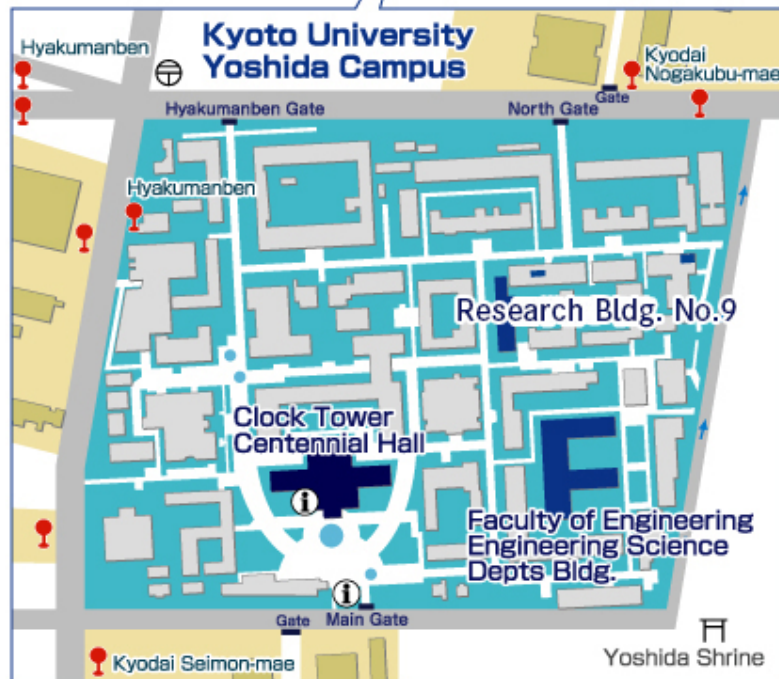 Hyakumanben
Kyoto University
Yoshida Campus
Kyodai
Nogakubu-mae
Gate
Hyakumanben Gate
North Gate
Hyakumanben
Research Bldg. No.9
Clock Tower
Centennial Hall
i
Faculty of Engineering
Engineering Science
Depts Bldg.
i
Gate
Main Gate
Kyodai Seimon-mae
Yoshida Shrine